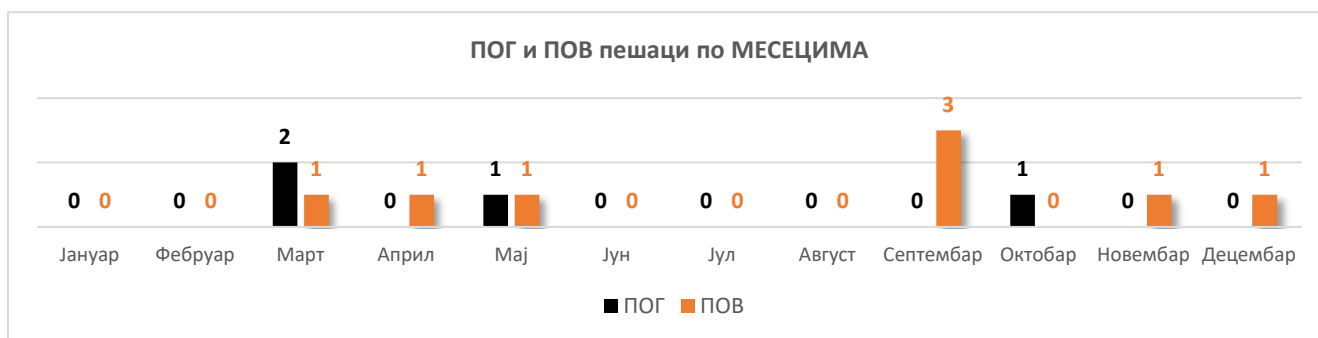 ПОГ и ПОВ пешаци по МЕСЕЦИМА
3
2
1 1 1 1 1 1 1
0 0 0 0 0 0 0 0 0 0 0 0 0 0 0
Јануар Фебруар Март Април Мај Јун Јул Август Септембар Октобар Новембар Децембар
ПОГ ПОВ